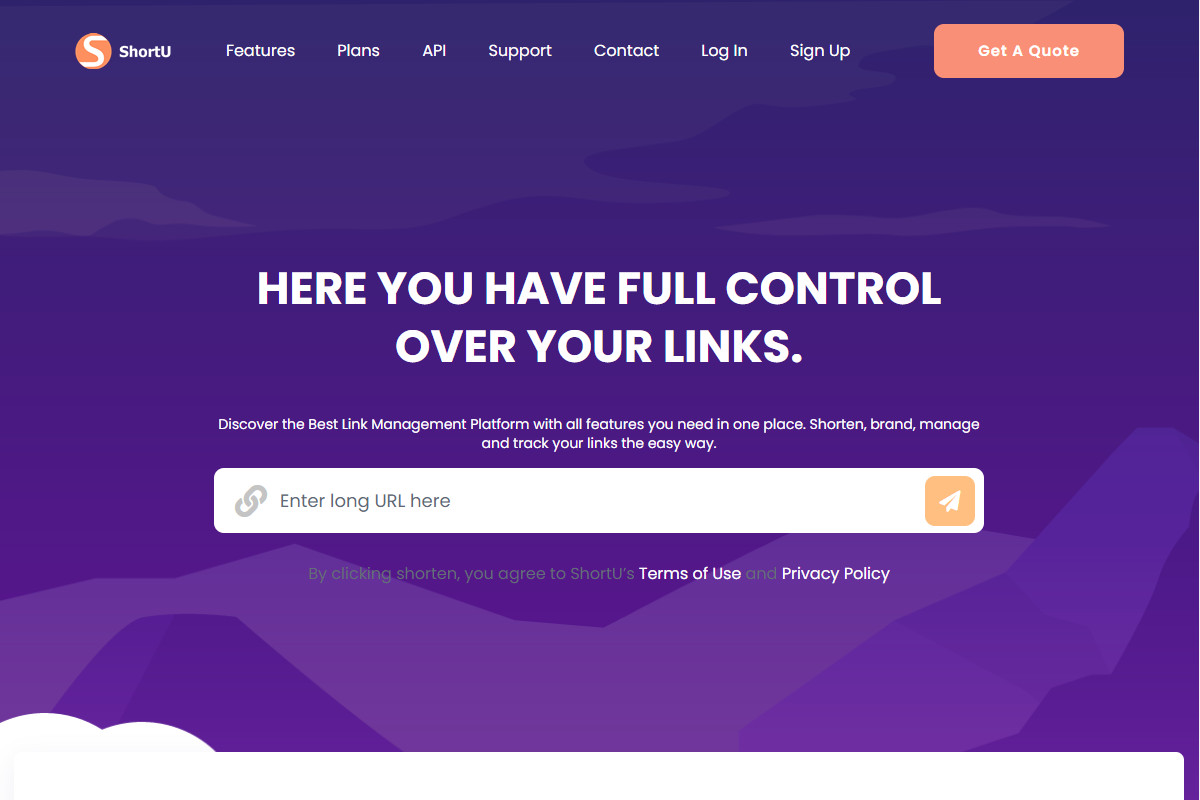 ShortU
Features
Plans
API
Support
Contact
Log In
Sign Up
Get A Quote
HERE YOU HAVE FULL CONTROL
OVER YOUR LINKS.
Discover the Best Link Management Platform with all features you need in one place. Shorten, brand, manage
and track your links the easy way.
Enter long URL here
By clicking shorten, you agree to ShortU’s Terms of Use and Privacy Policy